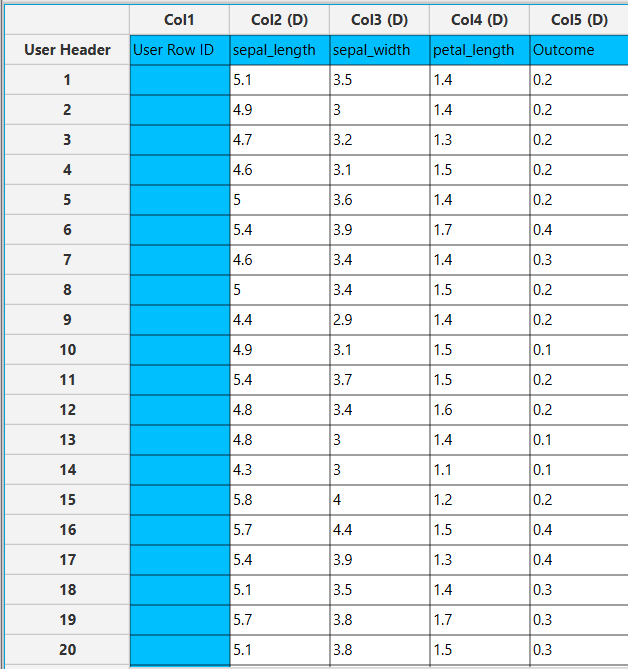 Col1 Col2 (D) Col3 (D) Col4 (D) Col5 (D)
User Header User Row ID sepal_length sepal_width petal_length Outcome
1 5.1 3.5 1.4 0.2
2 4.9 3 1.4 0.2
3 4.7 3.2 1.3 0.2
4 4.6 3.1 1.5 0.2
5 5 3.6 1.4 0.2
6 5.4 3.9 1.7 0.4
7 4.6 3.4 1.4 0.3
8 5 3.4 1.5 0.2
9 4.4 2.9 1.4 0.2
10 4.9 3.1 1.5 0.1
11 5.4 3.7 1.5 0.2
12 4.8 3.4 1.6 0.2
13 4.8 3 1.4 0.1
14 4.3 3 1.1 0.1
15 5.8 4 1.2 0.2
16 5.7 4.4 1.5 0.4
17 5.4 3.9 1.3 0.4
18 5.1 3.5 1.4 0.3
19 5.7 3.8 1.7 0.3
20 5.1 3.8 1.5 0.3